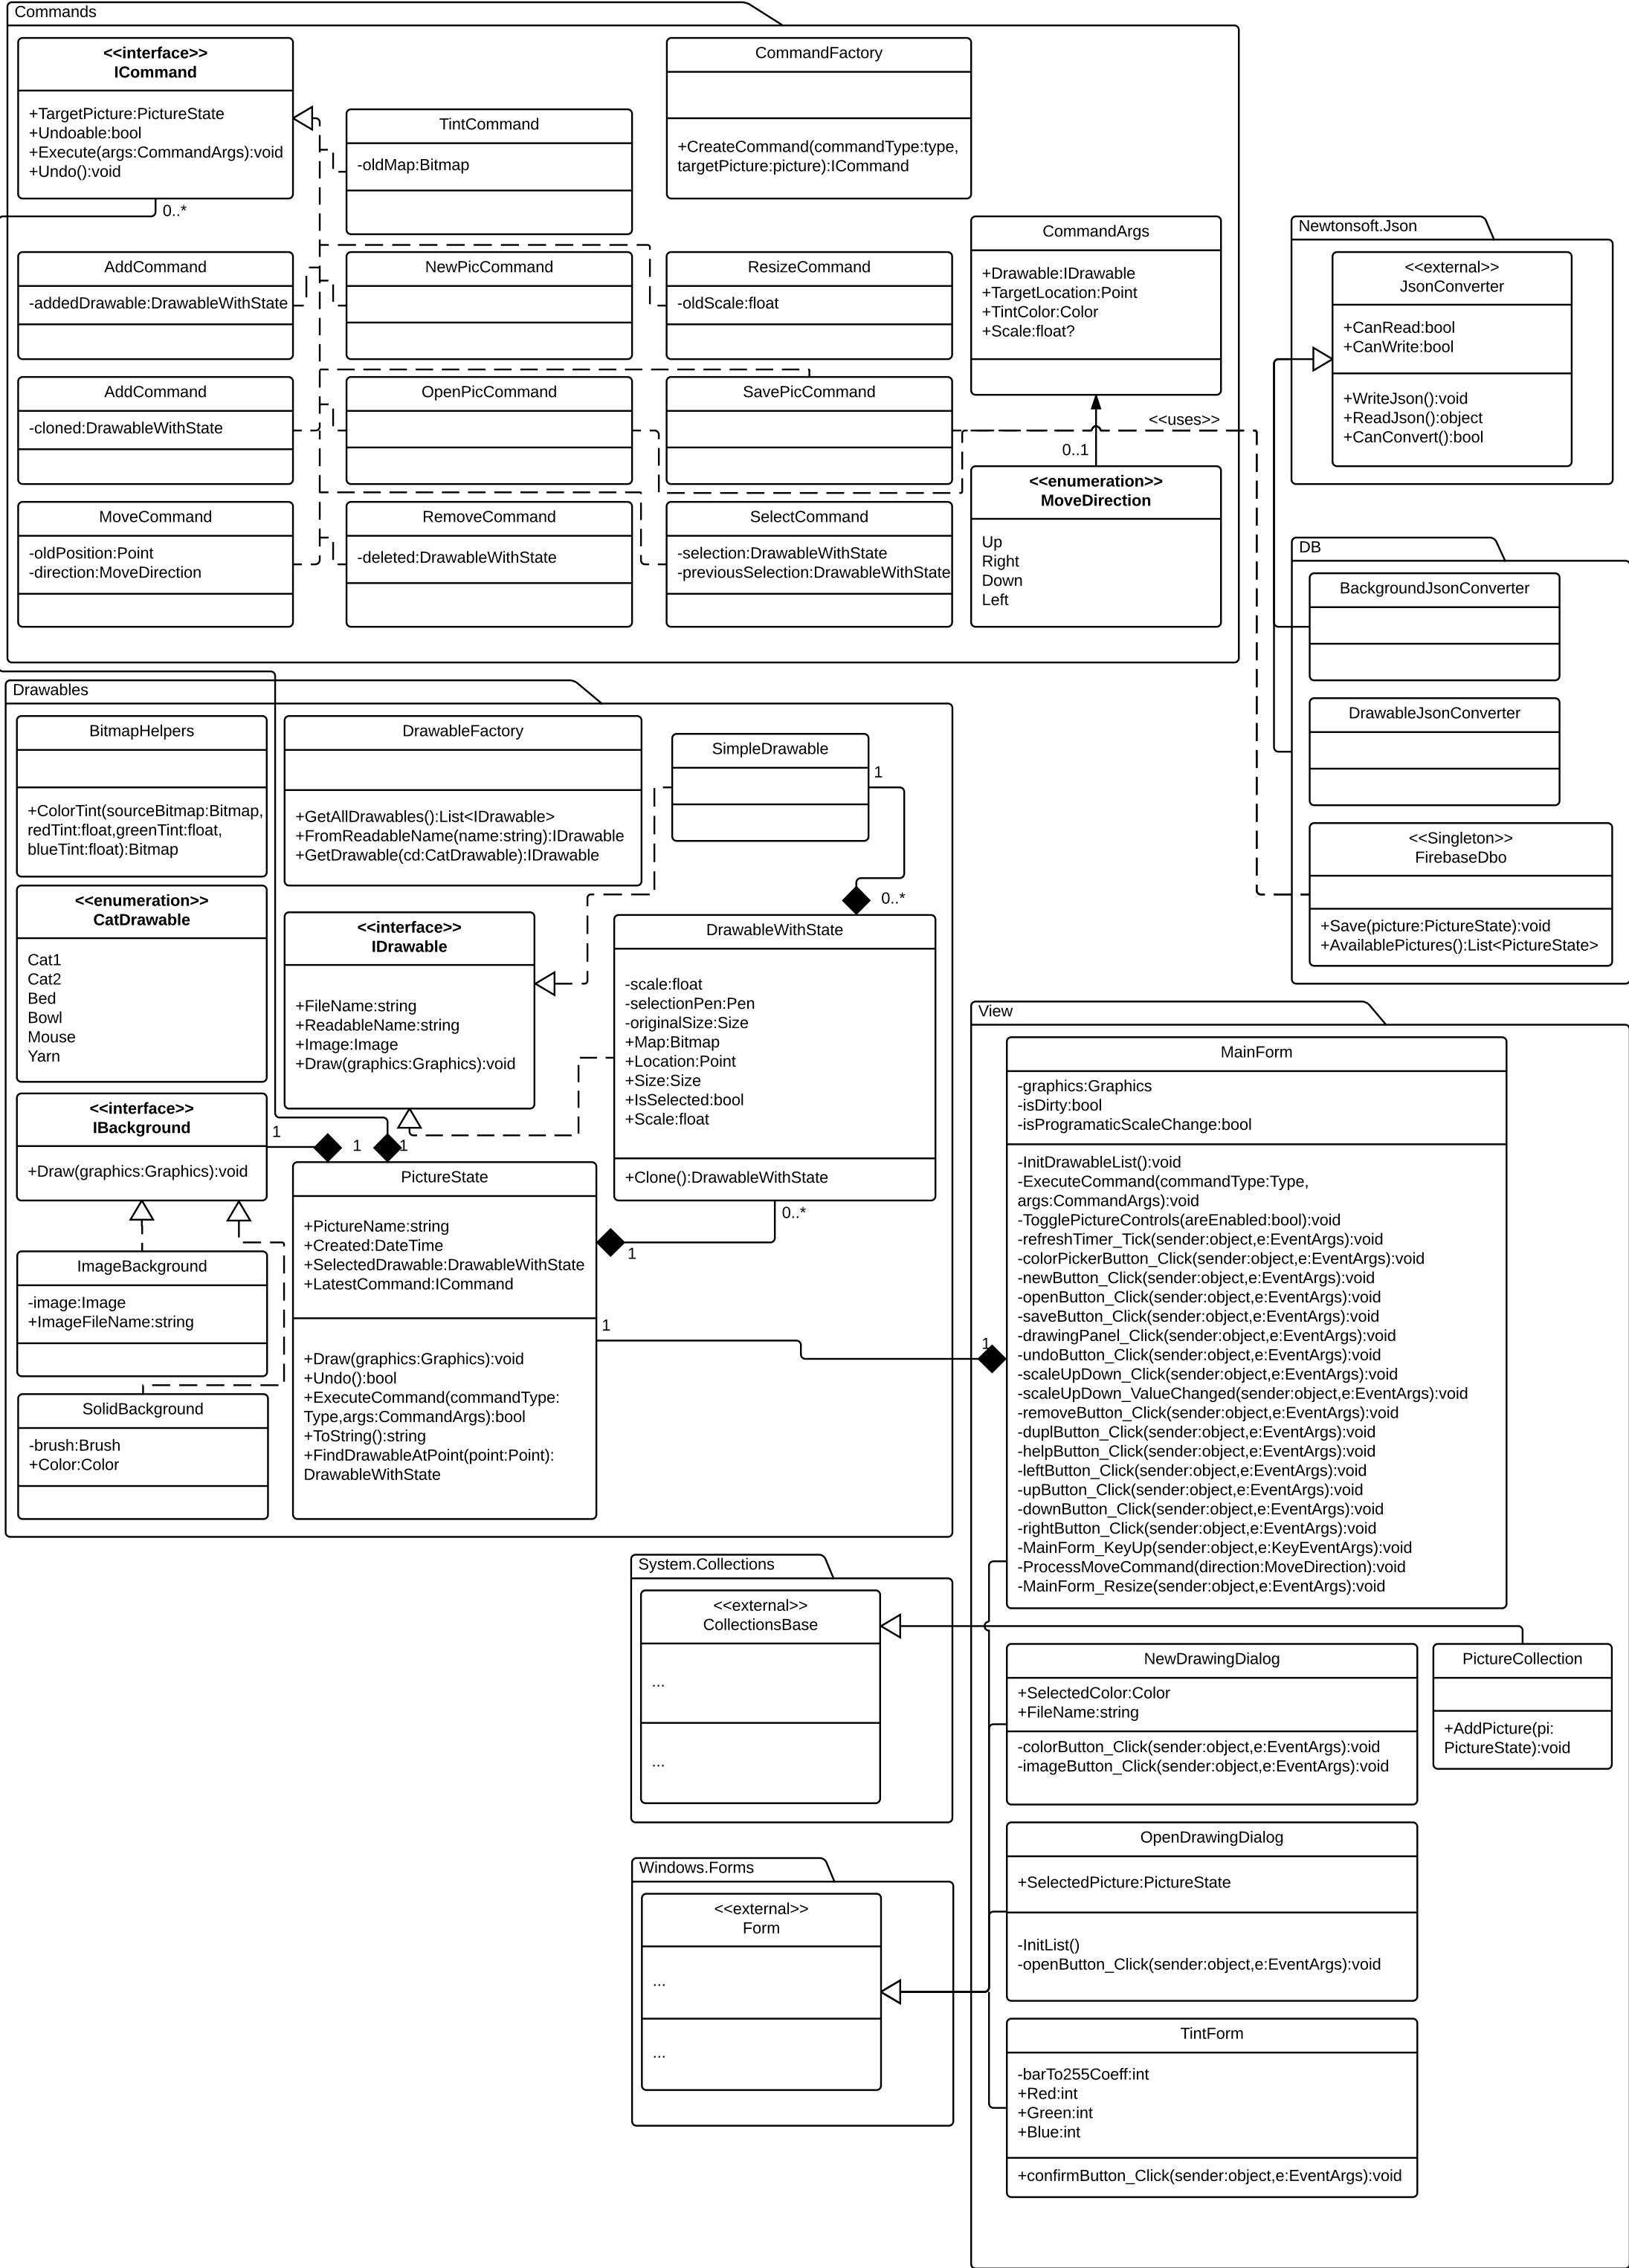 Commands
<<interface>>
ICommand
+TargetPicture:PictureState
+Undoable:bool
+Execute(args:CommandArgs):void
+Undo():void
0..*
TintCommand
-oldMap:Bitmap
CommandFactory
+CreateCommand(commandType:type,
targetPicture:picture):ICommand
AddCommand
-addedDrawable:DrawableWithState
NewPicCommand
ResizeCommand
-oldScale:float
CommandArgs
+Drawable:IDrawable
+TargetLocation:Point
+TintColor:Color
+Scale:float?
AddCommand
-cloned:DrawableWithState
OpenPicCommand
SavePicCommand
<<uses>>
0..1
MoveCommand
-oldPosition:Point
-direction:MoveDirection
RemoveCommand
-deleted:DrawableWithState
SelectCommand
-selection:DrawableWithState
-previousSelection:DrawableWithState
<<enumeration>>
MoveDirection
Up
Right
Down
Left
Newtonsoft.Json
<<external>>
JsonConverter
+CanRead:bool
+CanWrite:bool
+WriteJson():void
+ReadJson():object
+CanConvert():bool
DB
BackgroundJsonConverter
DrawableJsonConverter
<<Singleton>>
FirebaseDbo
+Save(picture:PictureState):void
+AvailablePictures():List<PictureState>
Drawables
BitmapHelpers
+ColorTint(sourceBitmap:Bitmap,
redTint:float,greenTint:float,
blueTint:float):Bitmap
DrawableFactory
+GetAllDrawables():List<IDrawable>
+FromReadableName(name:string):IDrawable
+GetDrawable(cd:CatDrawable):IDrawable
SimpleDrawable
1
0..*
<<enumeration>>
CatDrawable
Cat1
Cat2
Bed
Bowl
Mouse
Yarn
<<interface>>
IDrawable
+FileName:string
+ReadableName:string
+Image:Image
+Draw(graphics:Graphics):void
DrawableWithState
-scale:float
-selectionPen:Pen
-originalSize:Size
+Map:Bitmap
+Location:Point
+Size:Size
+IsSelected:bool
+Scale:float
+Clone():DrawableWithState
0..*
1
<<interface>>
IBackground
+Draw(graphics:Graphics):void
1
1
1
PictureState
+PictureName:string
+Created:DateTime
+SelectedDrawable:DrawableWithState
+LatestCommand:ICommand
+Draw(graphics:Graphics):void
+Undo():bool
+ExecuteCommand(commandType:
Type,args:CommandArgs):bool
+ToString():string
+FindDrawableAtPoint(point:Point):
DrawableWithState
1
1
ImageBackground
-image:Image
+ImageFileName:string
SolidBackground
-brush:Brush
+Color:Color
View
MainForm
-graphics:Graphics
-isDirty:bool
-isProgramaticScaleChange:bool
-InitDrawableList():void
-ExecuteCommand(commandType:Type,
args:CommandArgs):void
-TogglePictureControls(areEnabled:bool):void
-refreshTimer_Tick(sender:object,e:EventArgs):void
-colorPickerButton_Click(sender:object,e:EventArgs):void
-newButton_Click(sender:object,e:EventArgs):void
-openButton_Click(sender:object,e:EventArgs):void
-saveButton_Click(sender:object,e:EventArgs):void
-drawingPanel_Click(sender:object,e:EventArgs):void
-undoButton_Click(sender:object,e:EventArgs):void
-scaleUpDown_Click(sender:object,e:EventArgs):void
-scaleUpDown_ValueChanged(sender:object,e:EventArgs):void
-removeButton_Click(sender:object,e:EventArgs):void
-duplButton_Click(sender:object,e:EventArgs):void
-helpButton_Click(sender:object,e:EventArgs):void
-leftButton_Click(sender:object,e:EventArgs):void
-upButton_Click(sender:object,e:EventArgs):void
-downButton_Click(sender:object,e:EventArgs):void
-rightButton_Click(sender:object,e:EventArgs):void
-MainForm_KeyUp(sender:object,e:KeyEventArgs):void
-ProcessMoveCommand(direction:MoveDirection):void
-MainForm_Resize(sender:object,e:EventArgs):void
System.Collections
<<external>>
CollectionsBase
...
...
NewDrawingDialog
+SelectedColor:Color
+FileName:string
-colorButton_Click(sender:object,e:EventArgs):void
-imageButton_Click(sender:object,e:EventArgs):void
PictureCollection
+AddPicture(pi:
PictureState):void
OpenDrawingDialog
+SelectedPicture:PictureState
-InitList()
-openButton_Click(sender:object,e:EventArgs):void
Windows.Forms
<<external>>
Form
...
...
TintForm
-barTo255Coeff:int
+Red:int
+Green:int
+Blue:int
+confirmButton_Click(sender:object,e:EventArgs):void